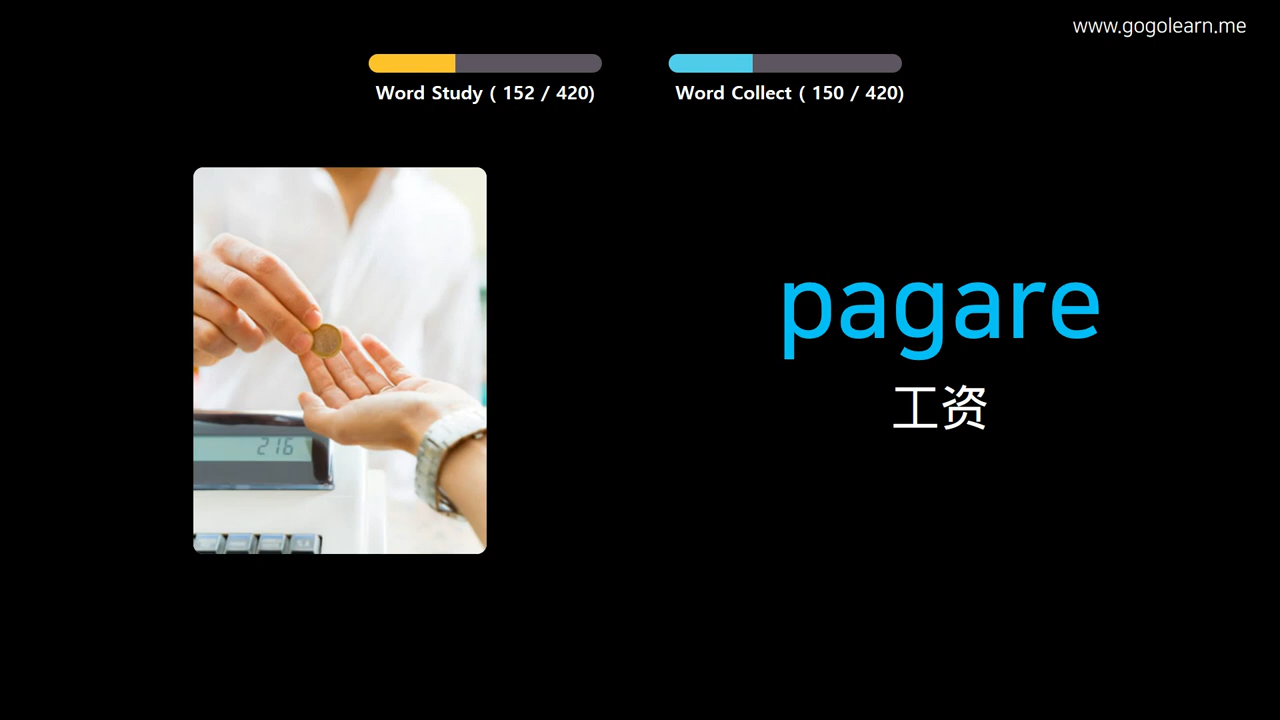 www.gogolearn.me
Word Study ( 152 / 420)
Word Collect ( 150 / 420)
pagare
工资
216